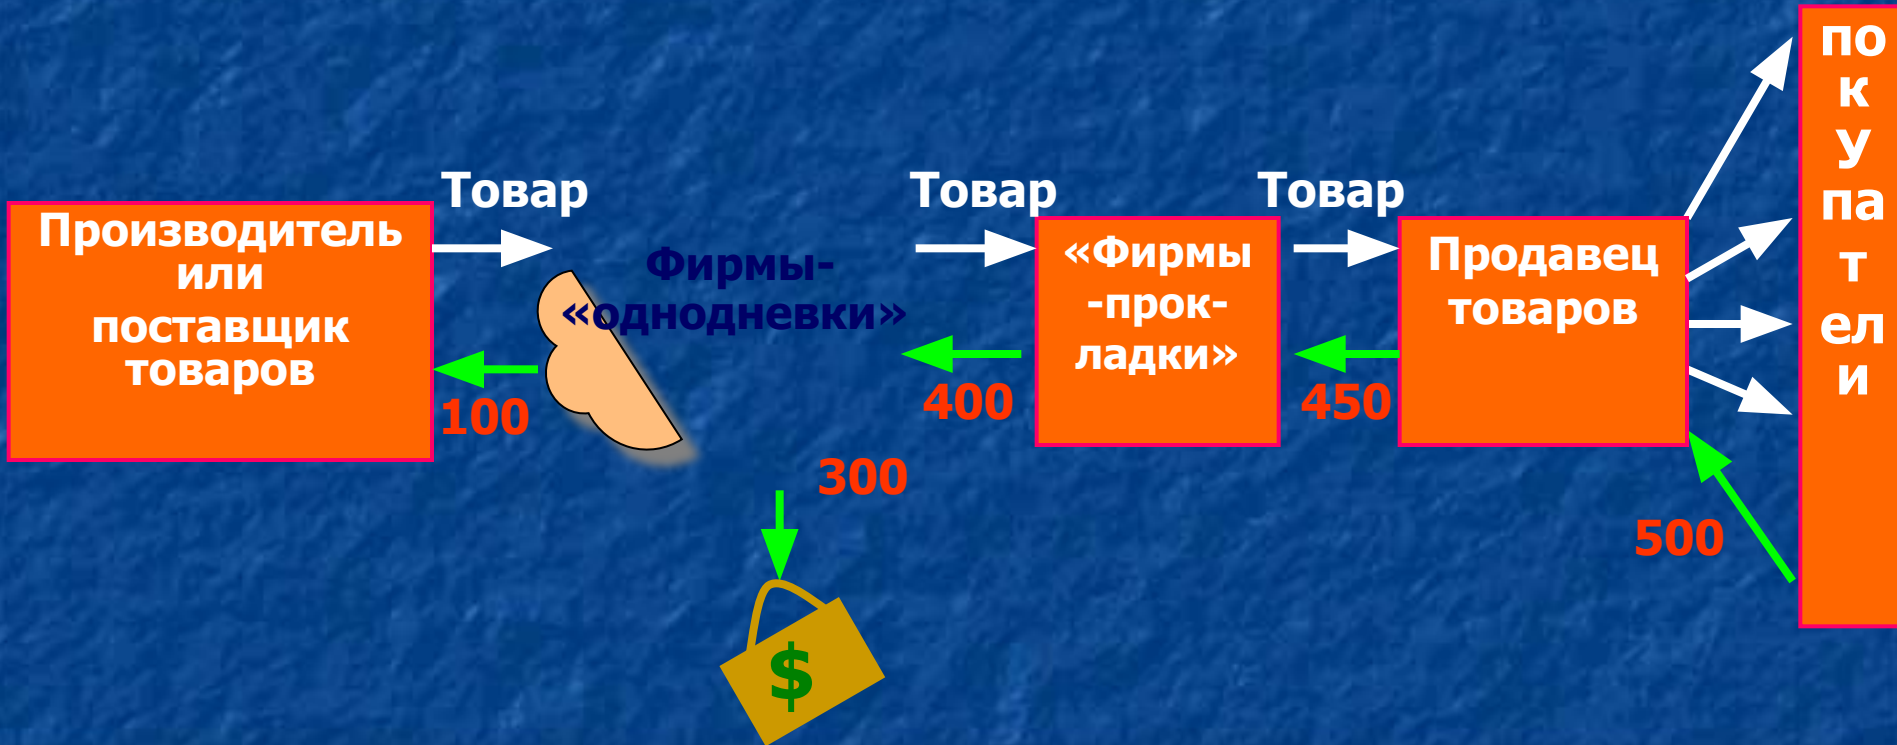 Товар
Производитель
или
поставщик
товаров
100
Фирмы-
«однодневки»
300
$
Товар
400
«Фирмы
-прок-
ладки»
Товар
450
Продавец
товаров
500
по
к
у
па
т
ел
и